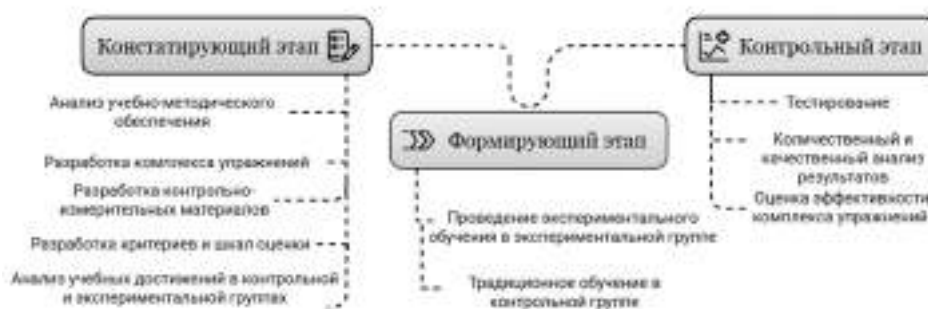 Констатирующий этап
Анализ учебно-методического
обеспечения
Разработка комплекса упражнений
Разработка контрольно-
измерительных материалов
Разработка критериев и шкал оценки
Анализ учебных достижений в контрольной
и экспериментальной группах
Формирующий этап
Проведение экспериментального
обучения в экспериментальной группе
Традиционное обучение в
контрольной группе
Контрольный этап
Тестирование
Количественный и
качественный анализ
результатов
Оценка эффективности
комплекса упражнений